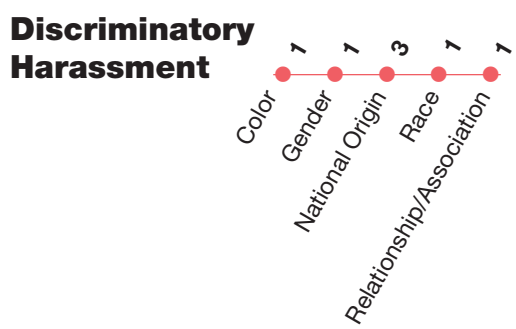 Discriminatory
Harassment
1
1
3
1
1
Color
Gender
National Origin
Race
Relationship/Association